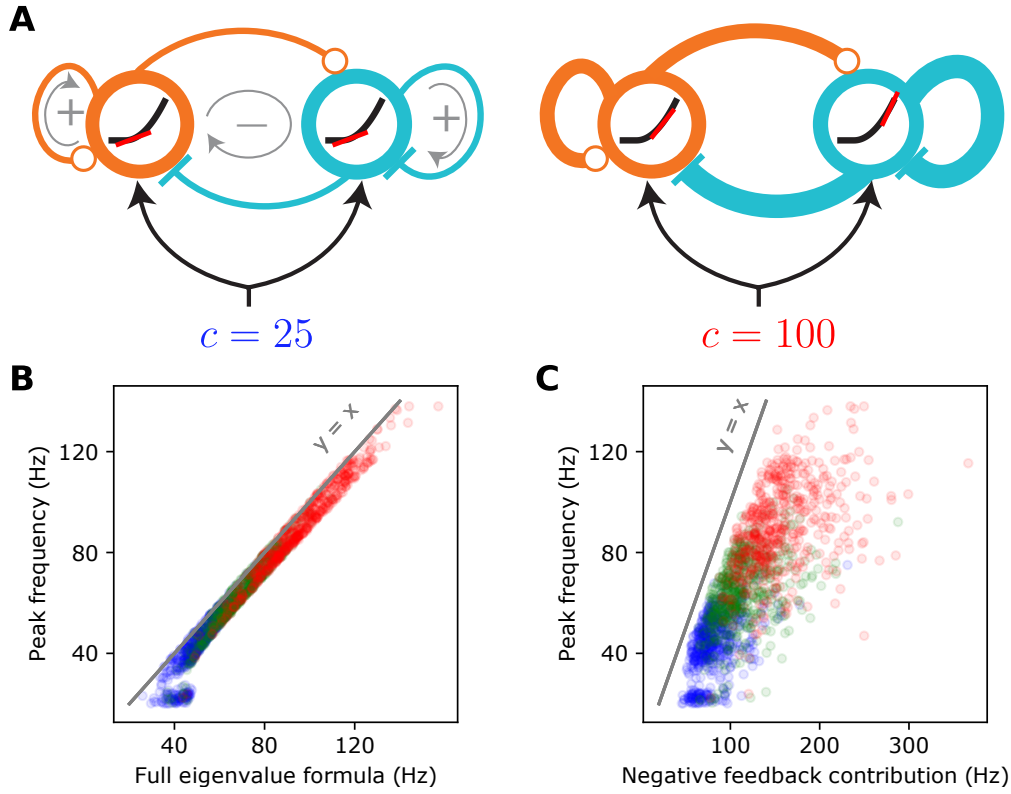 A
+
−
+
c = 25
c = 100
B
C
y = x
y = x
Peak frequency (Hz)
120
80
40
40
80
120
Full eigenvalue formula (Hz)
Peak frequency (Hz)
120
80
40
100
200
300
Negative feedback contribution (Hz)